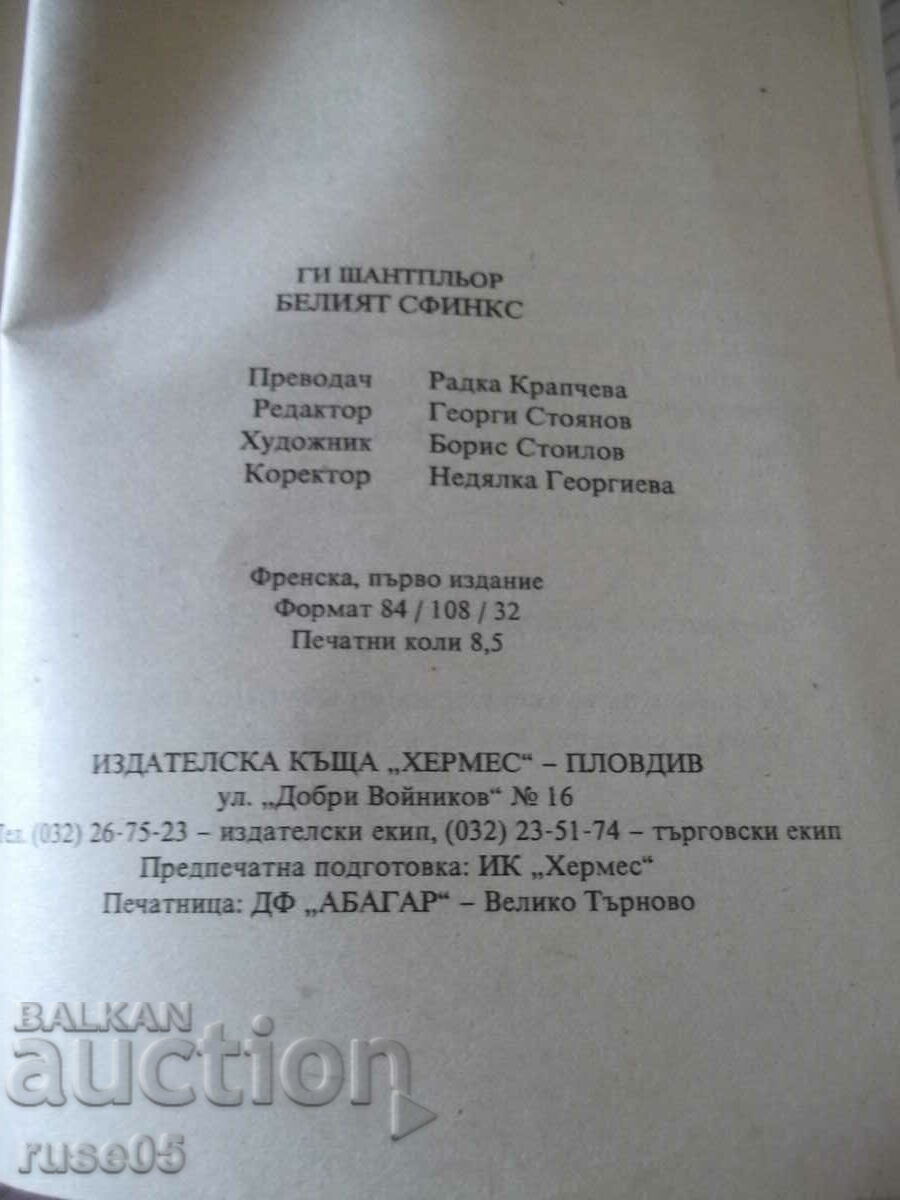 ГИ ШАНТПЛЬОР
БЕЛИЯТ СФИНКС
Преводач Радка Крапчева
Редактор Георги Стоянов
Художник Борис Стоилов
Коректор Недялка Георгиева
Френска, първо издание
Формат 84 / 108 / 32
Печатни коли 8,5
ИЗДАТЕЛСКА КЪЩА „ХЕРМЕС“ – ПЛОВДИВ
ул. „Добри Войников“ № 16
Тел. (032) 26-75-23 – издателски екип, (032) 23-51-74 – търговски екип
Предпечатна подготовка: ИК „Хермес“
Печатница: ДФ „АБАГАР“ – Велико Търново
BALKAN
auction
ruse05